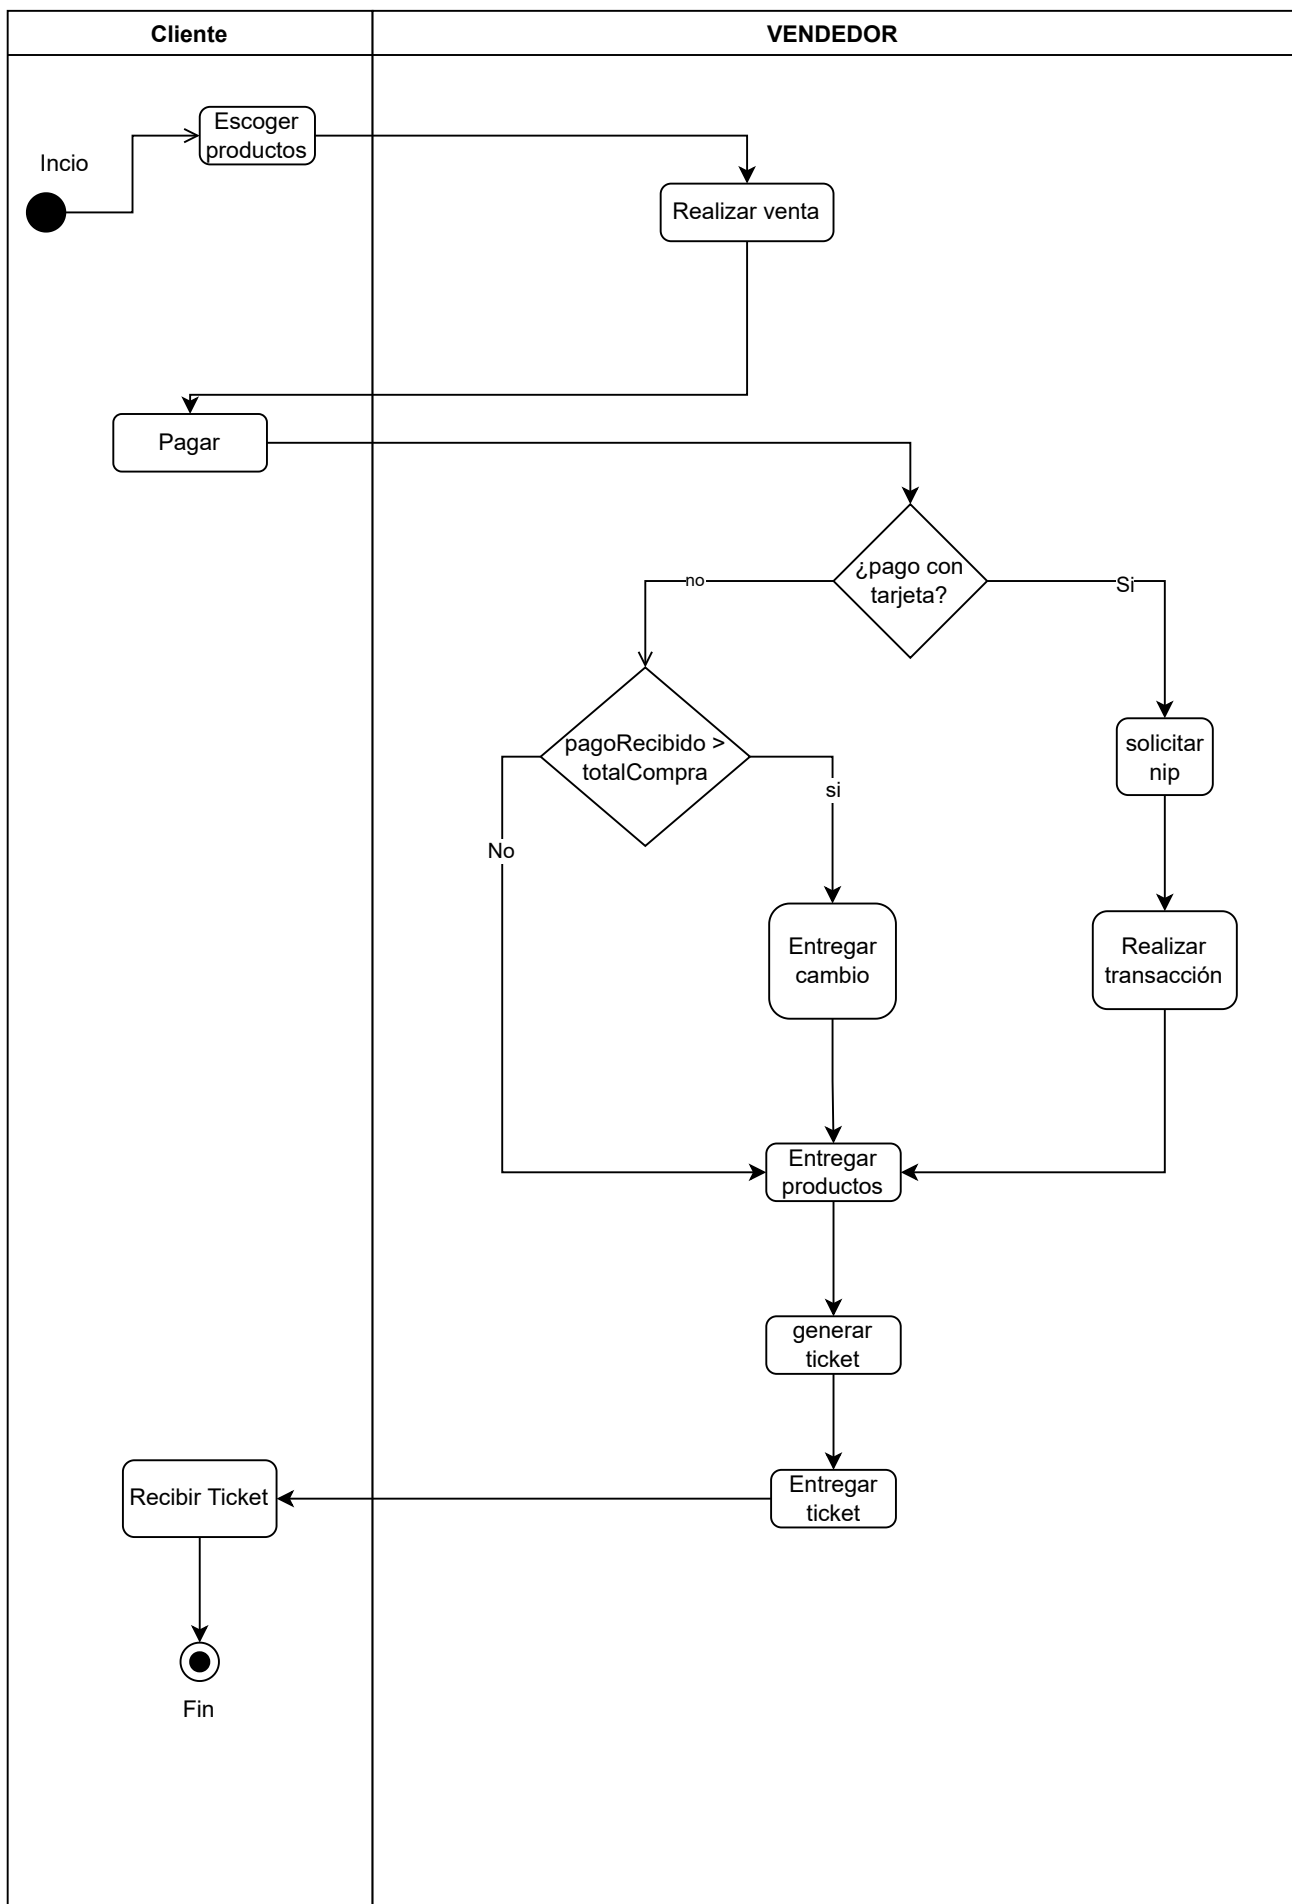 Cliente
VENDEDOR
Incio
Escoger
productos
Realizar venta
Pagar
¿pago con
tarjeta?
no
Si
pagoRecibido >
totalCompra
solicitar
nip
si
No
Entregar
cambio
Realizar
transacción
Entregar
productos
generar
ticket
Recibir Ticket
Entregar
ticket
Fin